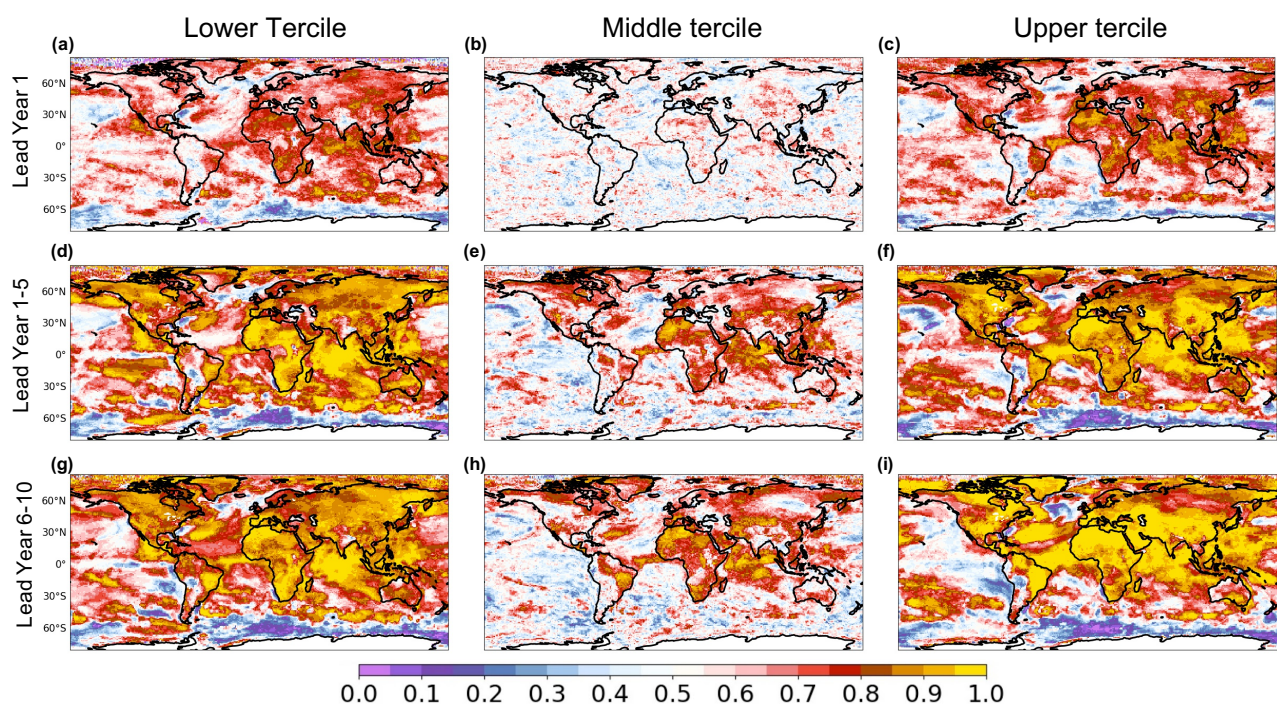 Lower Tercile Middle tercile Upper tercile
(a) (b) (c)
Lead Year 1
60°N
30°N
0°
30°S
60°S
(d) (e) (f)
Lead Year 1-5
60°N
30°N
0°
30°S
60°S
(g) (h) (i)
Lead Year 6-10
60°N
30°N
0°
30°S
60°S
0.0 0.1 0.2 0.3 0.4 0.5 0.6 0.7 0.8 0.9 1.0